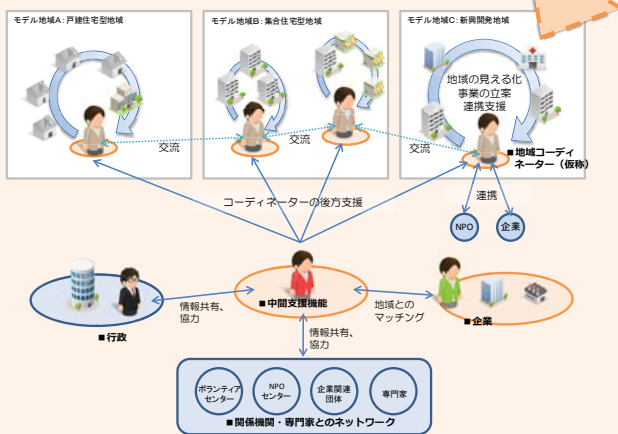 モデル地域A：戸建住宅型地域
モデル地域B：集合住宅型地域
モデル地域C：新興開発地域
地域の見える化
事業の立案
連携支援
交流
交流
交流
■地域コーディ
ネーター（仮称）
連携
NPO
企業
コーディネーターの後方支援
■行政
情報共有、
協力
■中間支援機能
地域との
マッチング
■企業
情報共有、
協力
ボランティア
センター
NPO
センター
企業関連
団体
専門家
■関係機関・専門家とのネットワーク